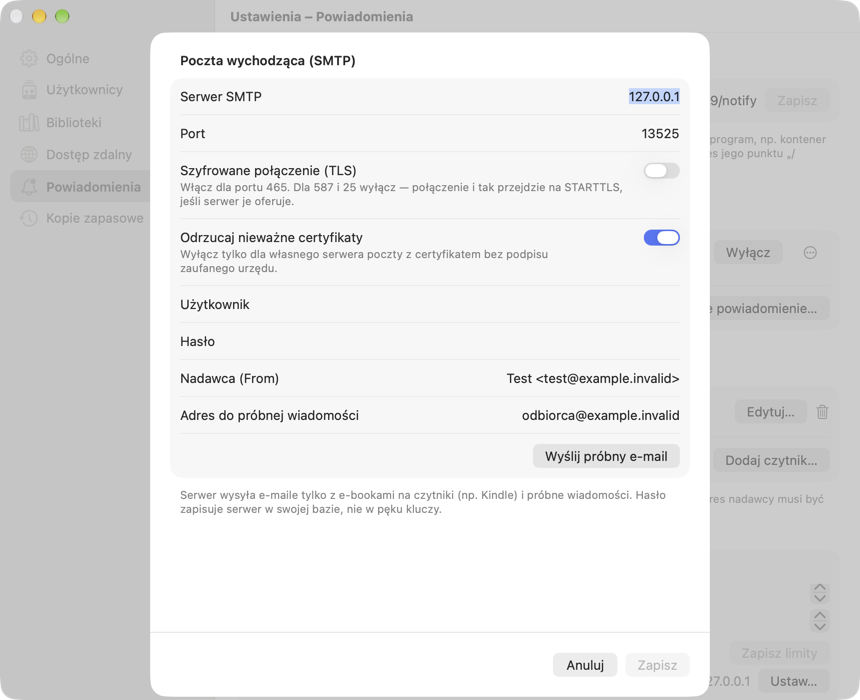 Ustawienia – Powiadomienia
Ogólne
Użytkownicy
Biblioteki
Dostęp zdalny
Powiadomienia
Kopie zapasowe
Poczta wychodząca (SMTP)
Serwer SMTP
127.0.0.1
Port
13525
Szyfrowane połączenie (TLS)
Włącz dla portu 465. Dla 587 i 25 wyłącz — połączenie i tak przejdzie na STARTTLS,
jeśli serwer je oferuje.
Odrzucaj nieważne certyfikaty
Wyłącz tylko dla własnego serwera poczty z certyfikatem bez podpisu
zaufanego urzędu.
Użytkownik
Hasło
Nadawca (From)
Test <test@example.invalid>
Adres do próbnej wiadomości
odbiorca@example.invalid
Wyślij próbny e-mail
Serwer wysyła e-maile tylko z e-bookami na czytniki (np. Kindle) i próbne wiadomości. Hasło
zapisuje serwer w swojej bazie, nie w pęku kluczy.
Anuluj
Zapisz
9/notify
Zapisz
program, np. kontener
jego punktu „/
Wyłącz
powiadomienie...
Edytuj...
Dodaj czytnik...
nadawcy musi być
Zapisz limity
27.0.0.1
Ustaw...